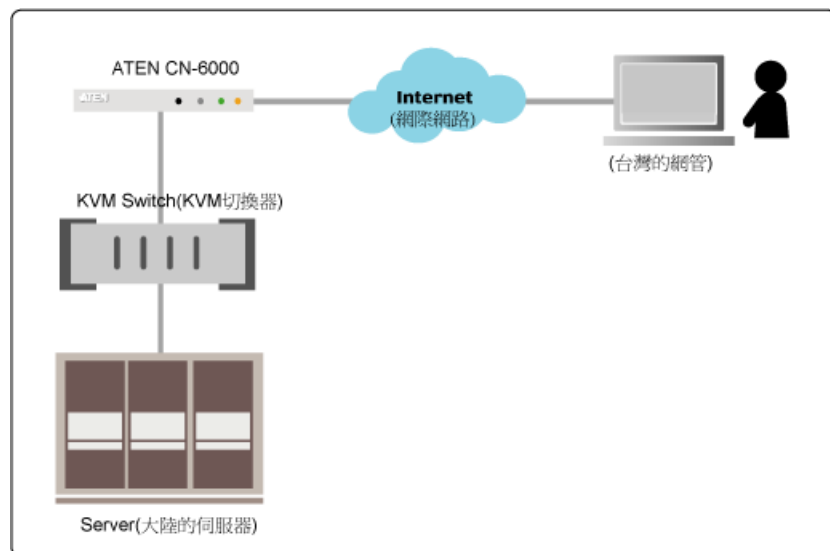 ATEN CN-6000
ATEN
Internet
(網際網路)
(台灣的網管)
KVM Switch(KVM切換器)
Server(大陸的伺服器)